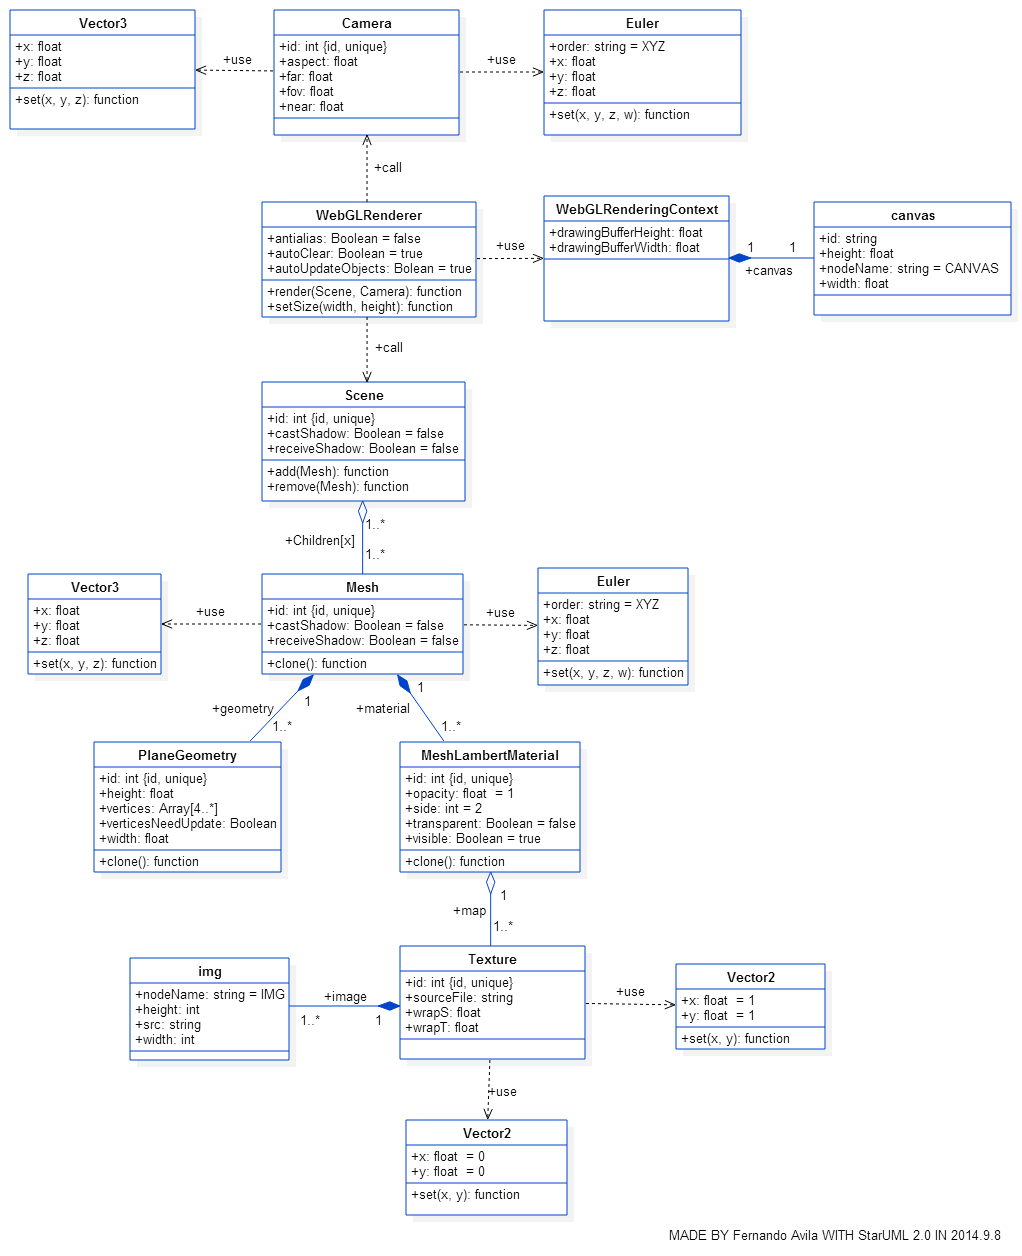 Vector3
+x: float
+y: float
+z: float
+set(x, y, z): function
+use
Camera
+id: int {id, unique}
+aspect: float
+far: float
+fov: float
+near: float
+use
Euler
+order: string = XYZ
+x: float
+y: float
+z: float
+set(x, y, z, w): function
+call
WebGLRenderer
+antialias: Boolean = false
+autoClear: Boolean = true
+autoUpdateObjects: Bolean = true
+render(Scene, Camera): function
+setSize(width, height): function
+use
WebGLRenderingContext
+drawingBufferHeight: float
+drawingBufferWidth: float
1
1
+canvas
canvas
+id: string
+height: float
+nodeName: string = CANVAS
+width: float
+call
Scene
+id: int {id, unique}
+castShadow: Boolean = false
+receiveShadow: Boolean = false
+add(Mesh): function
+remove(Mesh): function
1..*
+Children[x]
1..*
Vector3
+x: float
+y: float
+z: float
+set(x, y, z): function
+use
Mesh
+id: int {id, unique}
+castShadow: Boolean = false
+receiveShadow: Boolean = false
+clone(): function
+use
Euler
+order: string = XYZ
+x: float
+y: float
+z: float
+set(x, y, z, w): function
+geometry
1
1..*
+material
1
1..*
PlaneGeometry
+id: int {id, unique}
+height: float
+vertices: Array[4..*]
+verticesNeedUpdate: Boolean
+width: float
+clone(): function
MeshLambertMaterial
+id: int {id, unique}
+opacity: float = 1
+side: int = 2
+transparent: Boolean = false
+visible: Boolean = true
+clone(): function
1
+map
1..*
img
+nodeName: string = IMG
+height: int
+src: string
+width: int
+image
1..*
1
Texture
+id: int {id, unique}
+sourceFile: string
+wrapS: float
+wrapT: float
+use
Vector2
+x: float = 1
+y: float = 1
+set(x, y): function
+use
Vector2
+x: float = 0
+y: float = 0
+set(x, y): function
MADE BY Fernando Avila WITH StarUML 2.0 IN 2014.9.8